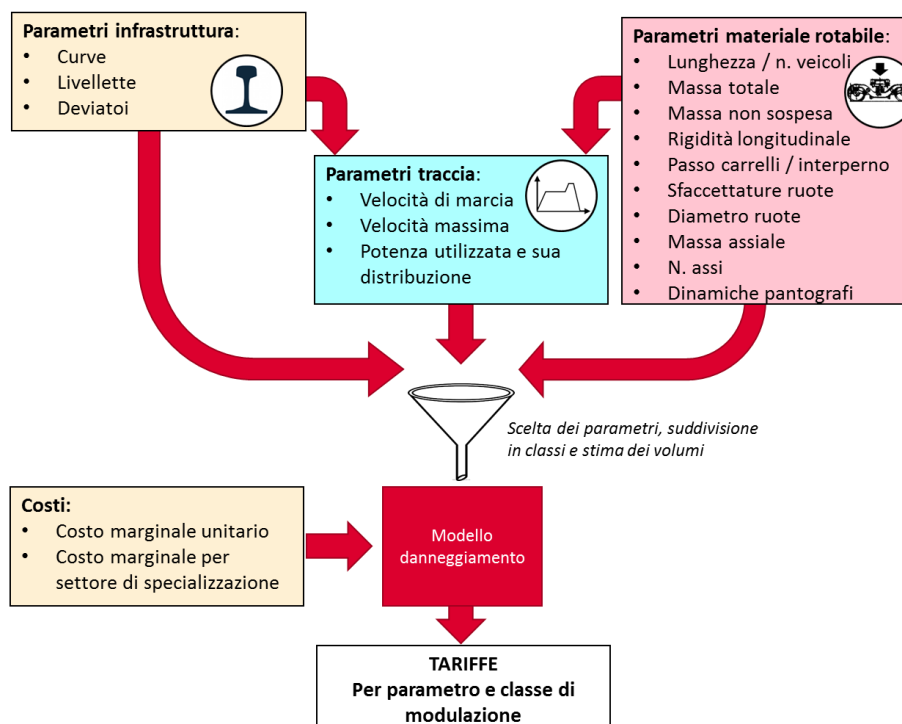 Parametri infrastruttura:
• Curve
• Livellette
• Deviatoi
Parametri materiale rotabile:
• Lunghezza / n. veicoli
• Massa totale
• Massa non sospesa
• Rigidità longitudinale
• Passo carrelli / interperno
• Sfaccettature ruote
• Diametro ruote
• Massa assiale
• N. assi
• Dinamiche pantografi
Parametri traccia:
• Velocità di marcia
• Velocità massima
• Potenza utilizzata e sua
distribuzione
Scelta dei parametri, suddivisione
in classi e stima dei volumi
Costi:
• Costo marginale unitario
• Costo marginale per
settore di specializzazione
Modello
danneggiamento
TARIFFE
Per parametro e classe di
modulazione